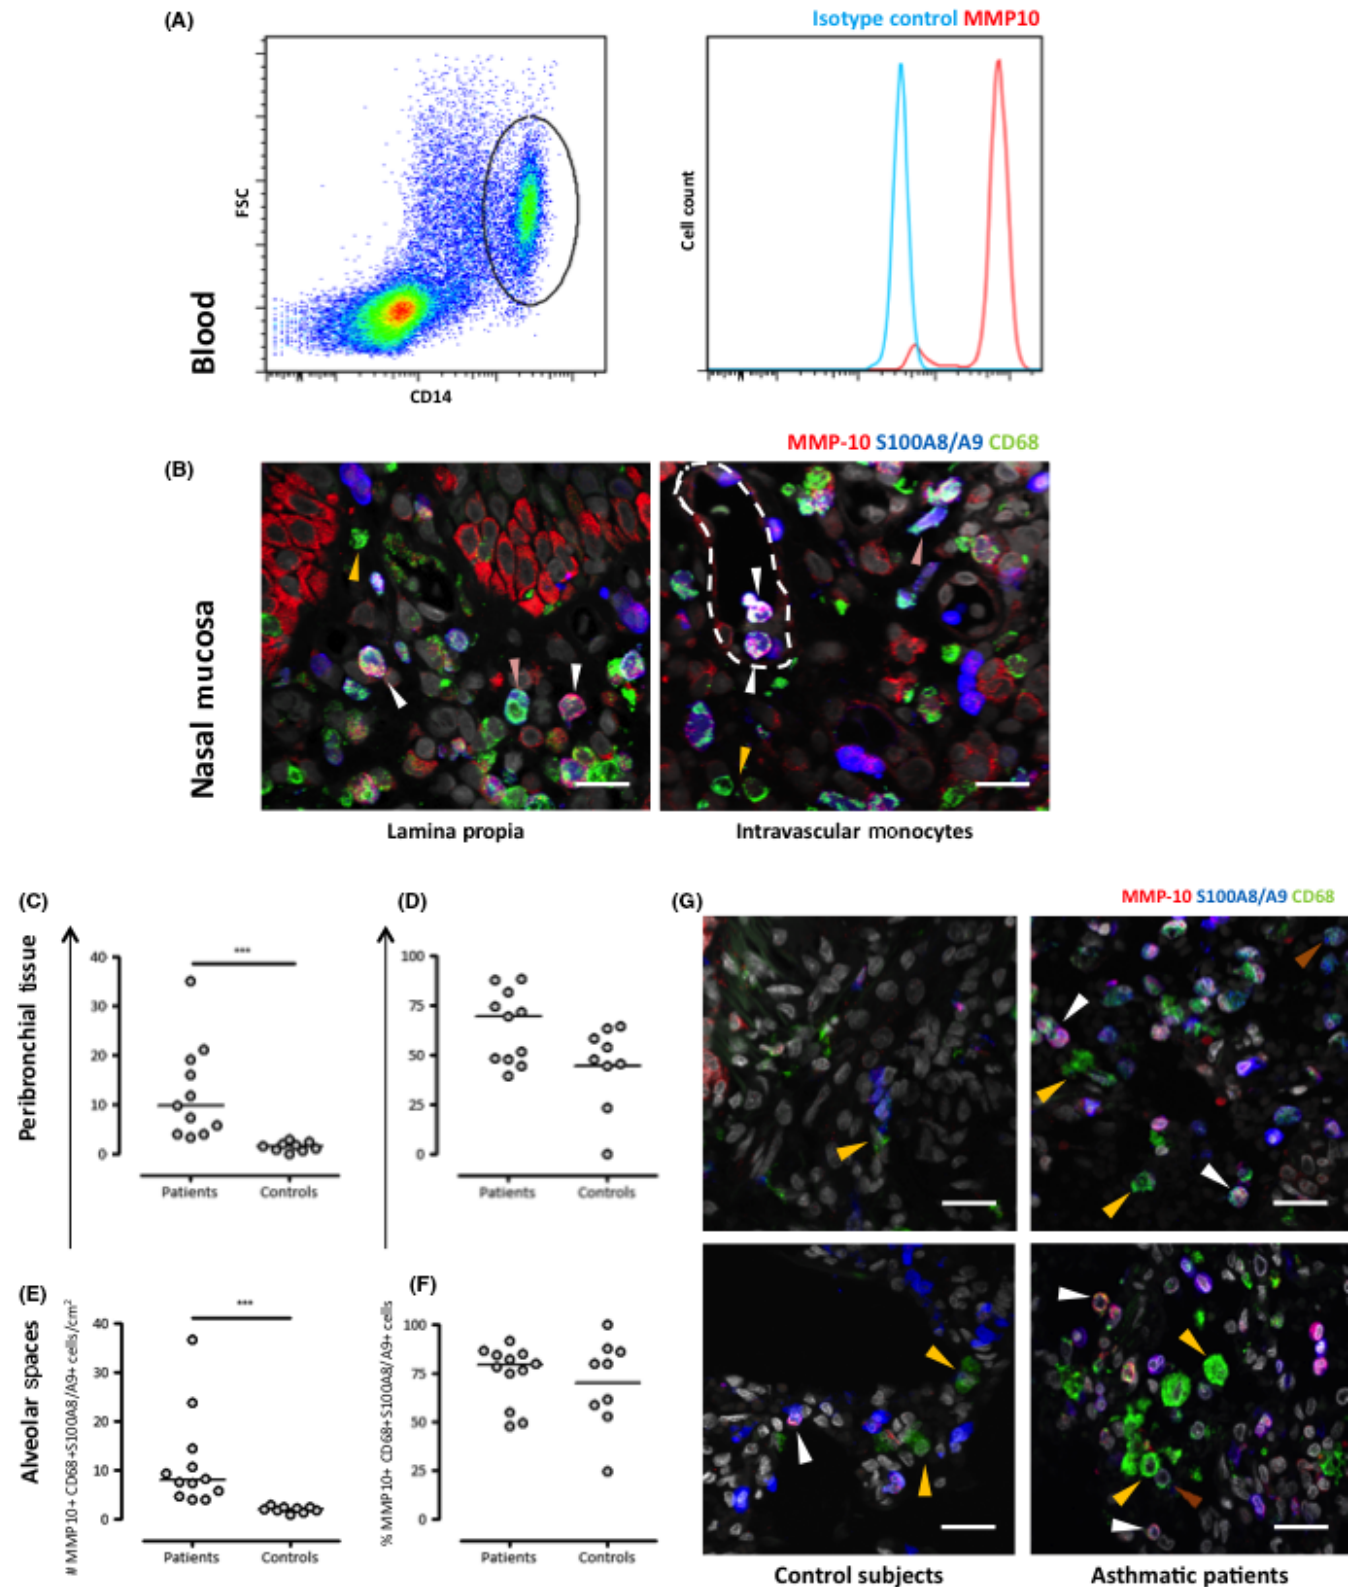 (A)
Isotype control MMP10
FSC
Cell count
Blood
CD14
MMP-10 S100A8/A9 CD68
(B)
Nasal mucosa
Lamina propia
Intravascular monocytes
(C)
(D)
(G)
MMP-10 S100A8/A9 CD68
Peribronchial tissue
***
40
30
20
10
0
Patients
Controls
100
75
50
25
0
Patients
Controls
(E)
(F)
Alveolar spaces
# MMP10+ CD68+S100A8/A9+ cells/cm²
***
40
30
20
10
0
Patients
Controls
% MMP10+ CD68+S100A8/A9+ cells
100
75
50
25
0
Patients
Controls
Control subjects
Asthmatic patients